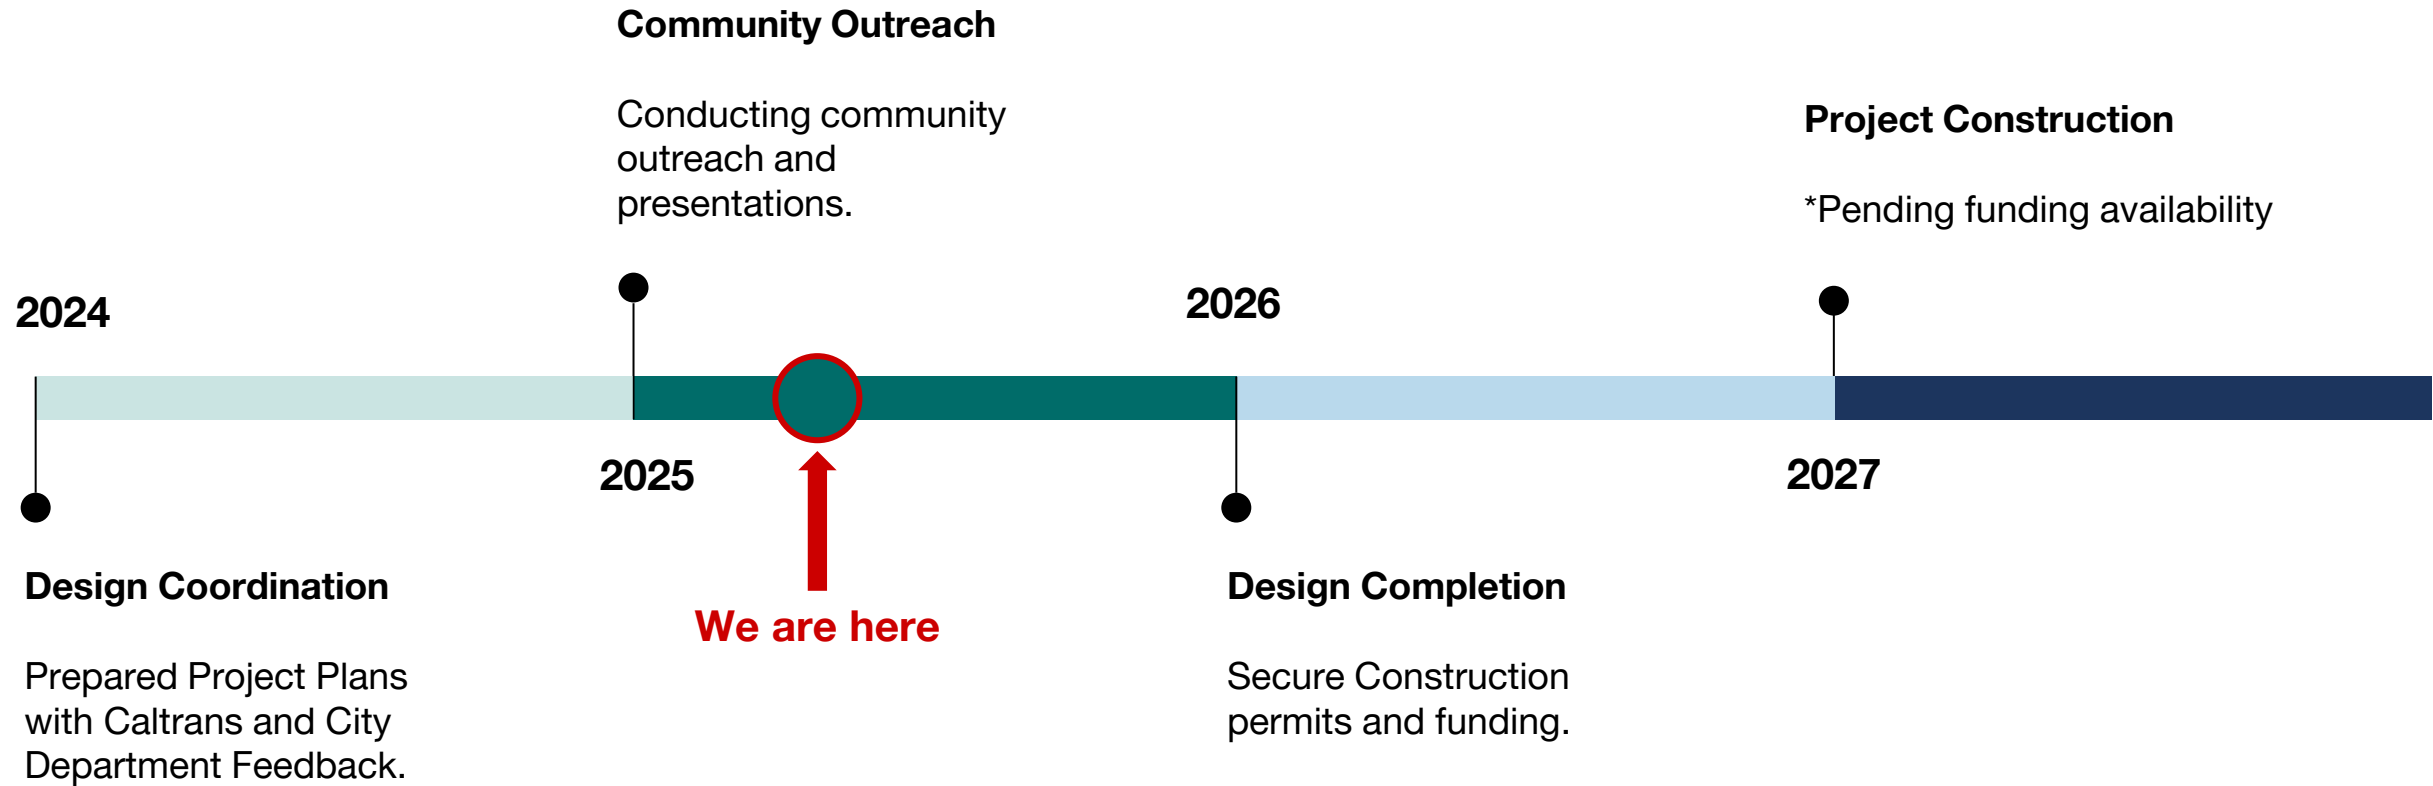 Community Outreach
Conducting community
outreach and
presentations.
Project Construction
*Pending funding availability
2024
2026
2025
2027
We are here
Design Coordination
Prepared Project Plans
with Caltrans and City
Department Feedback.
Design Completion
Secure Construction
permits and funding.